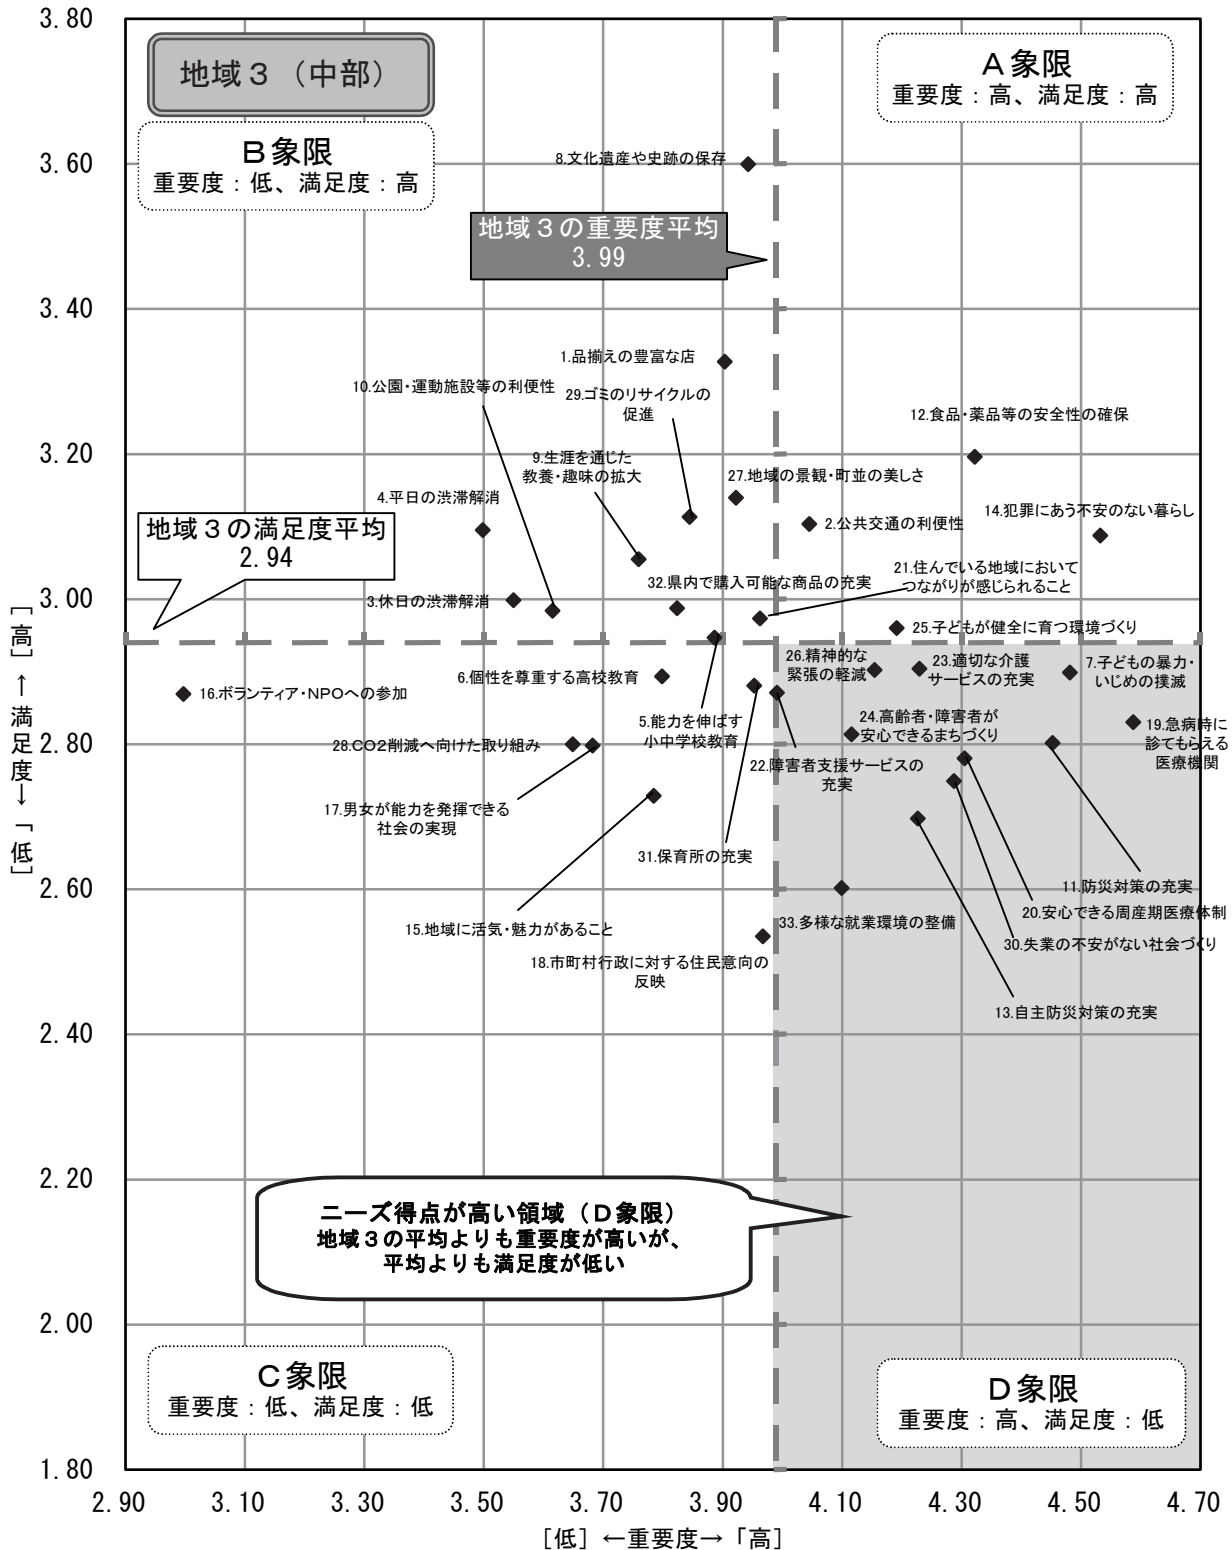 3.80
3.60
3.40
3.20
3.00
2.80
2.60
2.40
2.20
2.00
1.80
[高]←満足度→「低]
地域３（中部）
Ａ象限
重要度：高、満足度：高
Ｂ象限
重要度：低、満足度：高
8.文化遺産や史跡の保存
地域３の重要度平均
3.99
1.品揃えの豊富な店
10.公園・運動施設等の利便性
29.ゴミのリサイクルの
促進
12.食品・薬品等の安全性の確保
9.生涯を通じた
教養・趣味の拡大
27.地域の景観・町並の美しさ
4.平日の渋滞解消
14.犯罪にあう不安のない暮らし
2.公共交通の利便性
地域３の満足度平均
2.94
21.住んでいる地域において
つながりが感じられること
32.県内で購入可能な商品の充実
3.休日の渋滞解消
25.子どもが健全に育つ環境づくり
26.精神的な
緊張の軽減
23.適切な介護
サービスの充実
7.子どもの暴力・
いじめの撲滅
6.個性を尊重する高校教育
16.ボランティア・NPOへの参加
5.能力を伸ばす
小中学校教育
24.高齢者・障害者が
安心できるまちづくり
19.急病時に
診てもらえる
医療機関
28.CO2削減へ向けた取り組み
22.障害者支援サービスの
充実
17.男女が能力を発揮できる
社会の実現
31.保育所の充実
11.防災対策の充実
20.安心できる周産期医療体制
15.地域に活気・魅力があること
33.多様な就業環境の整備
30.失業の不安がない社会づくり
18.市町村行政に対する住民意向の
反映
13.自主防災対策の充実
ニーズ得点が高い領域（Ｄ象限）
地域３の平均よりも重要度が高いが、
平均よりも満足度が低い
Ｃ象限
重要度：低、満足度：低
Ｄ象限
重要度：高、満足度：低
2.90 3.10 3.30 3.50 3.70 3.90 4.10 4.30 4.50 4.70
[低]←重要度→「高]